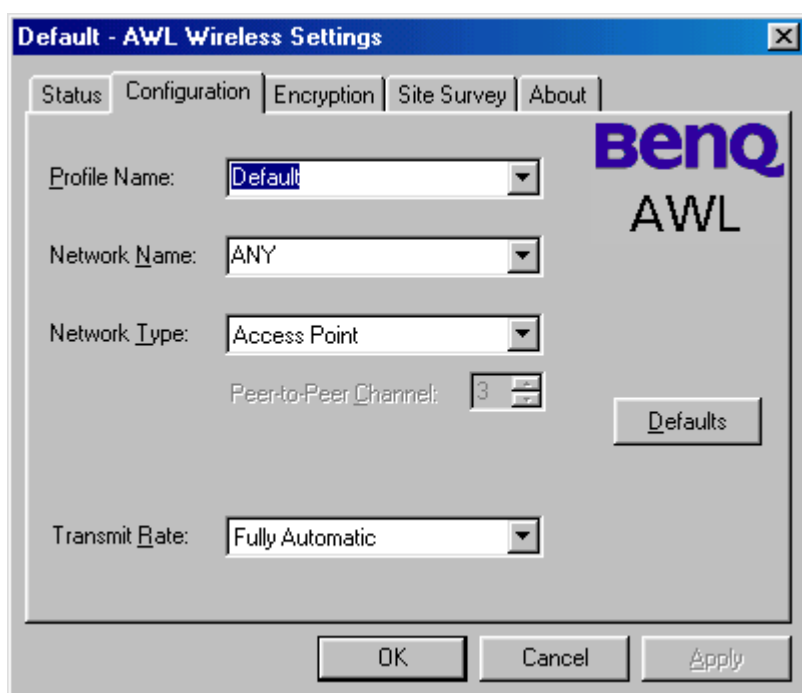 Default - AWL Wireless Settings
Status Configuration Encryption Site Survey About
BenQ
AWL
Profile Name: Default
Network Name: ANY
Network Type: Access Point
Peer-to-Peer Channel: 3
Defaults
Transmit Rate: Fully Automatic
OK Cancel Apply